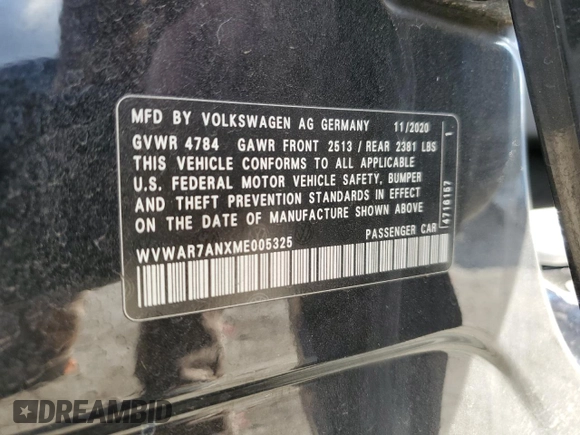 MFD BY VOLKSWAGEN AG GERMANY 11/2020
GVWR 4784 GAWR FRONT 2513 / REAR 2381 LBS
THIS VEHICLE CONFORMS TO ALL APPLICABLE
U.S. FEDERAL MOTOR VEHICLE SAFETY, BUMPER
AND THEFT PREVENTION STANDARDS IN EFFECT
ON THE DATE OF MANUFACTURE SHOWN ABOVE
WVWAR7ANXME005325 PASSENGER CAR
4716167 1
DREAMBID